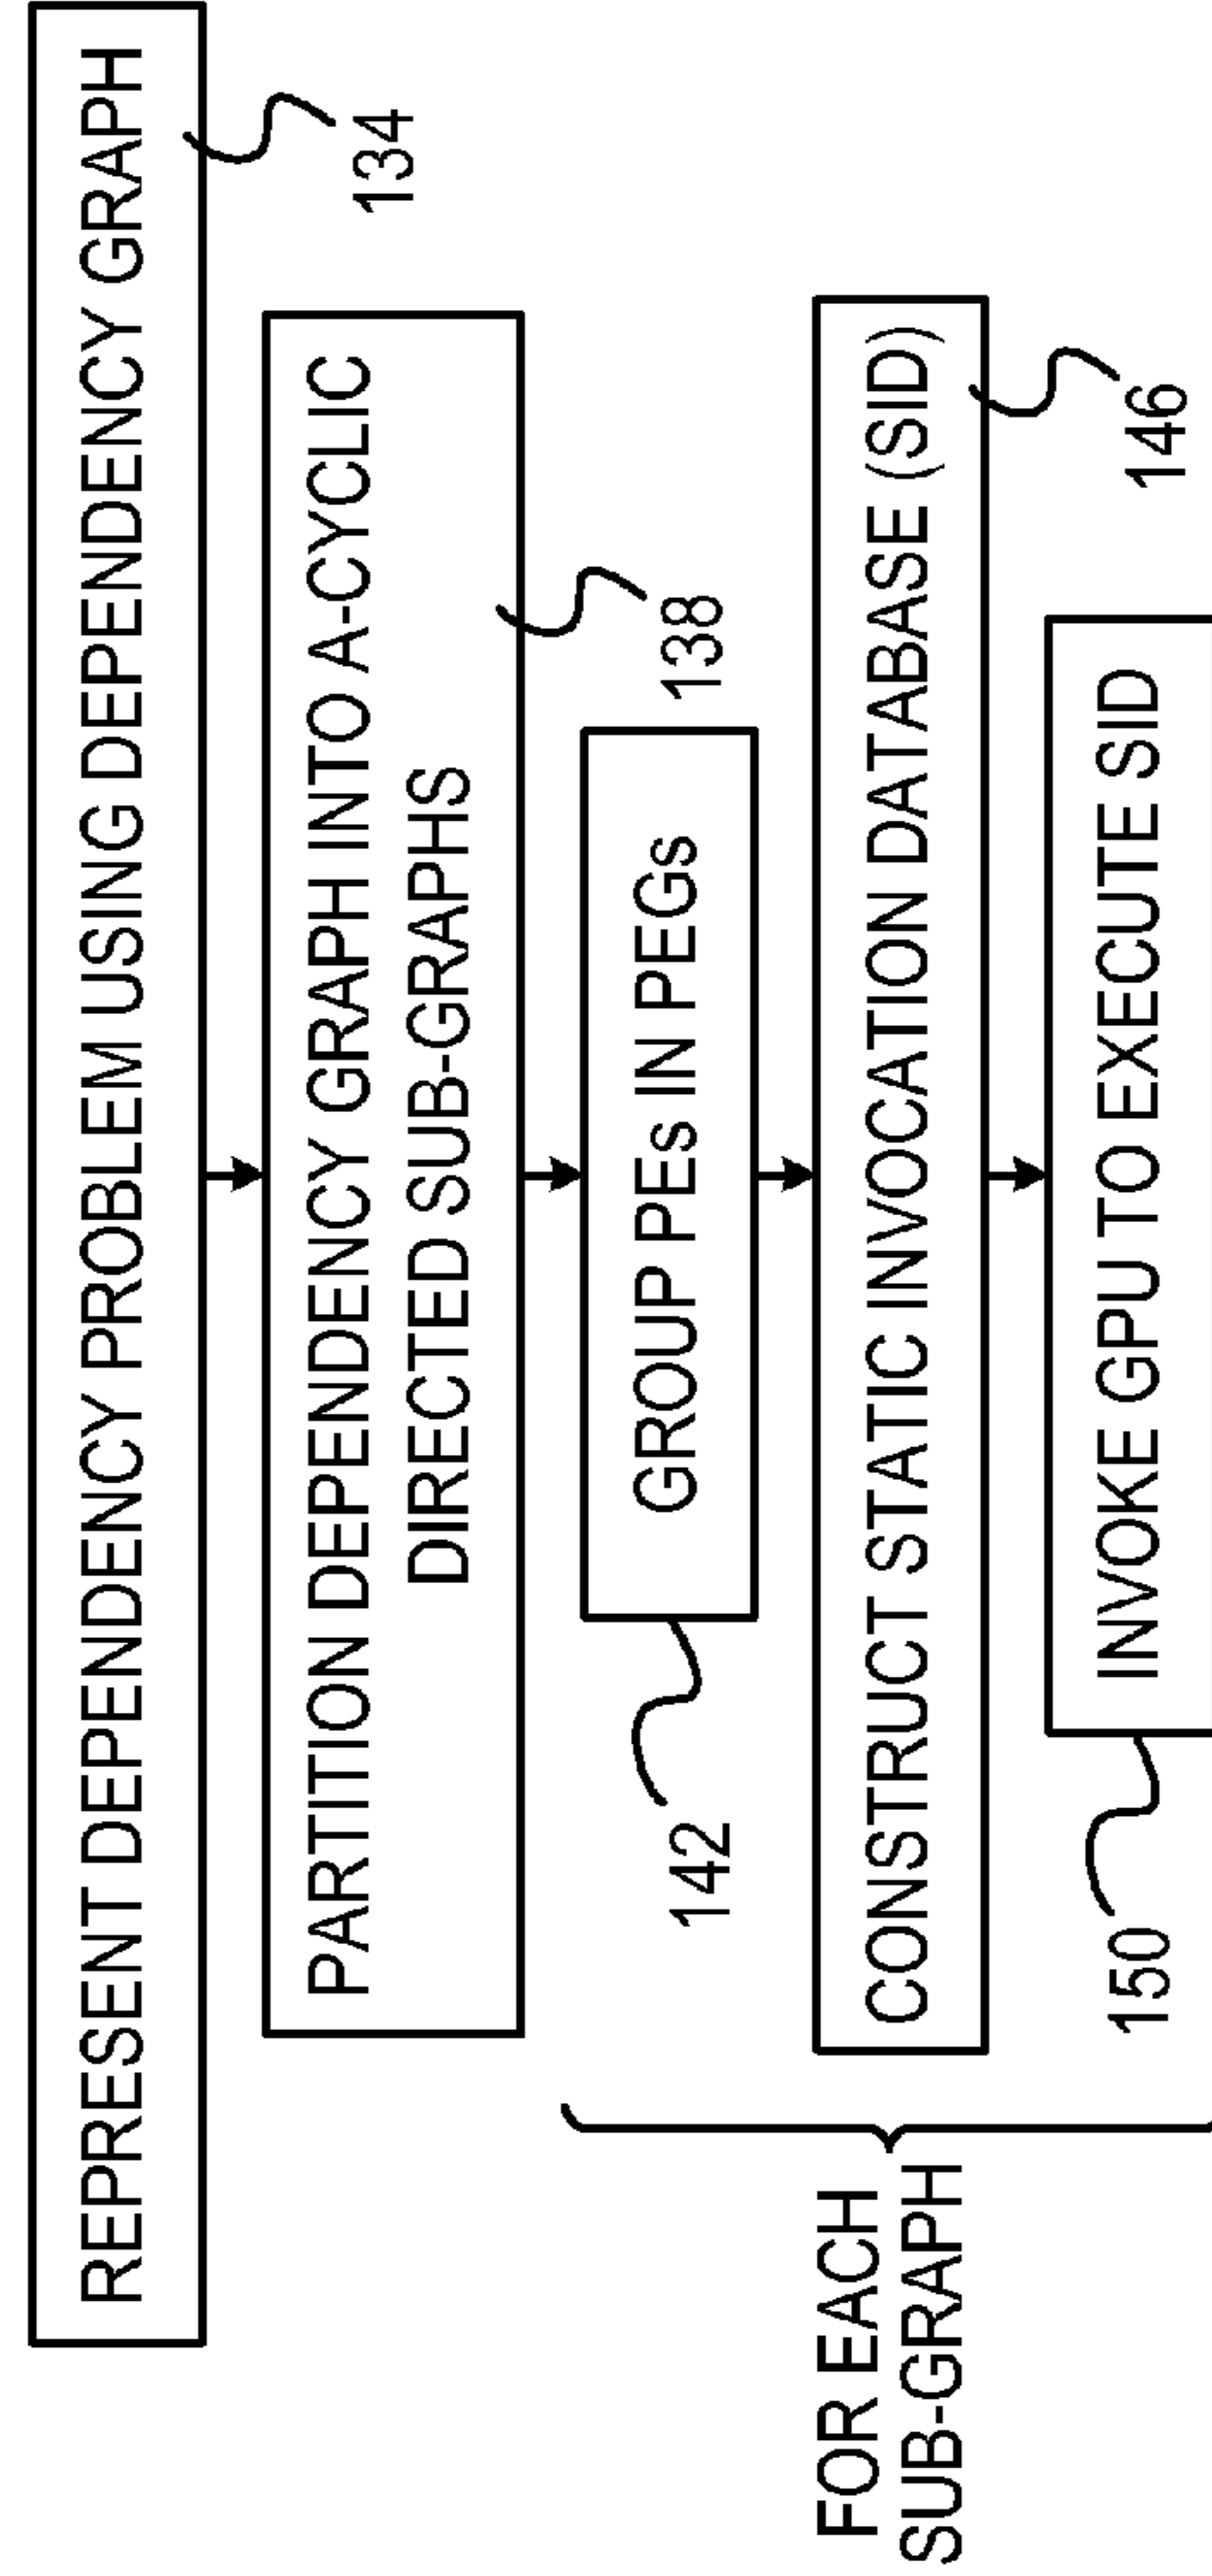 REPRESENT DEPENDENCY PROBLEM USING DEPENDENCY GRAPH
134
PARTITION DEPENDENCY GRAPH INTO A-CYCLIC
DIRECTED SUB-GRAPHS
138
GROUP PEs IN PEGs
142
CONSTRUCT STATIC INVOCATION DATABASE (SID)
146
INVOKE GPU TO EXECUTE SID
150
FOR EACH
SUB-GRAPH